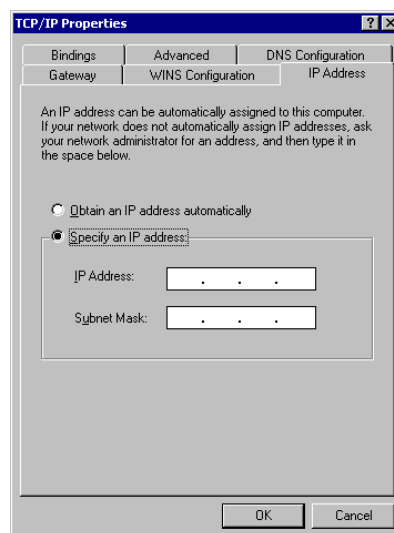 TCP/IP Properties
Bindings Advanced DNS Configuration
Gateway WINS Configuration IP Address
An IP address can be automatically assigned to this computer.
If your network does not automatically assign IP addresses, ask
your network administrator for an address, and then type it in
the space below.
Obtain an IP address automatically
Specify an IP address:
IP Address: . . .
Subnet Mask: . . .
OK Cancel